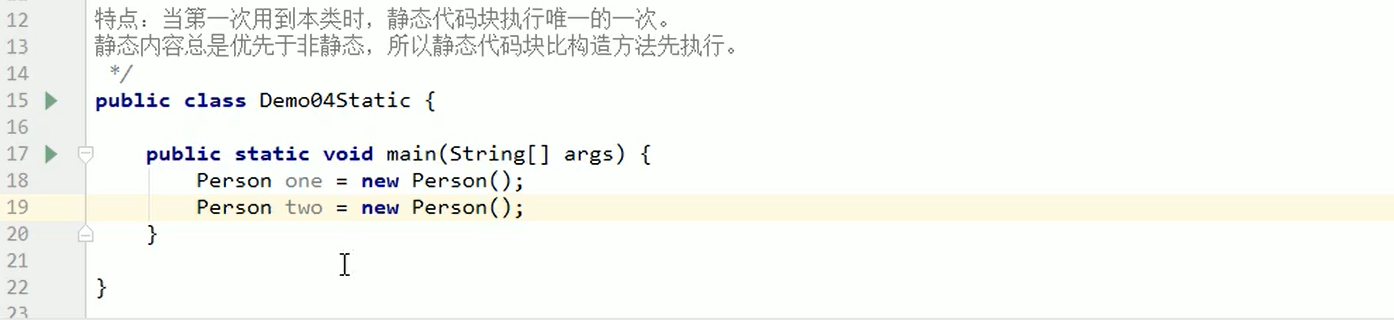 12 特点：当第一次用到本类时，静态代码块执行唯一的一次。
13 静态内容总是优先于非静态，所以静态代码块比构造方法先执行。
14  */
15 public class Demo04Static {
16
17     public static void main(String[] args) {
18         Person one = new Person();
19         Person two = new Person();
20     }
21
22 }
23